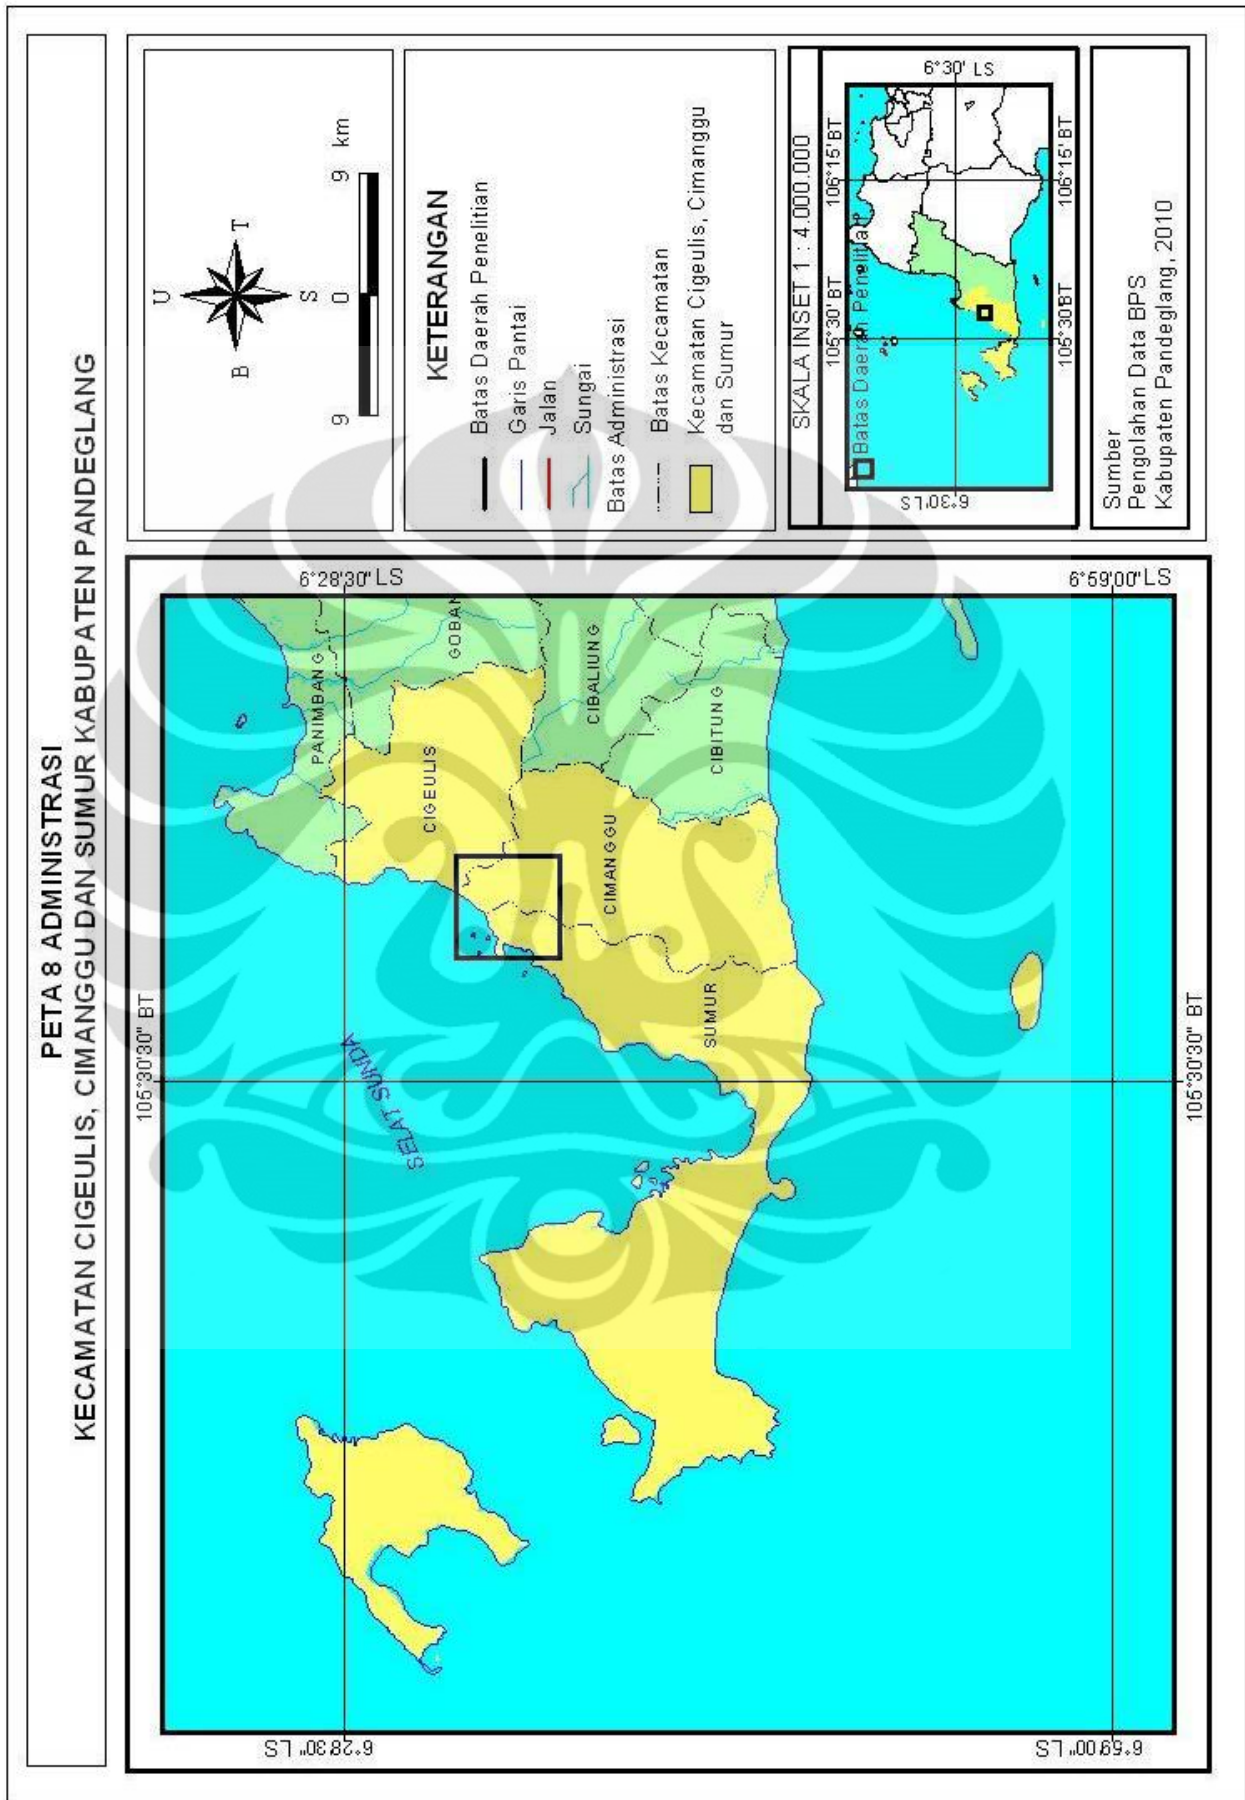 PETA 8 ADMINISTRASI
KECAMATAN CIGEULIS, CIMANGGU DAN SUMUR KABUPATEN PANDEGLANG
6°28'30" LS
6°59'00" LS
105°30'30" BT
105°30'30" BT
6°28'30" LS
6°59'00" LS
SELAT SUNDA
PANIMBANG
GOBAN
CIGEULIS
CIBALIUNG
CIBITUNG
CIMANGGU
SUMUR
U
B
T
S
9
0
9
km
KETERANGAN
Batas Daerah Penelitian
Garis Pantai
Jalan
Sungai
Batas Administrasi
Batas Kecamatan
Kecamatan Cigeulis, Cimanggu
dan Sumur
SKALA INSET 1 : 4.000.000
105°30' BT
106°15' BT
6°30' LS
6°30' LS
Batas Daerah Penelitian
105°30'BT
106°15' BT
Sumber
Pengolahan Data BPS
Kabupaten Pandeglang, 2010